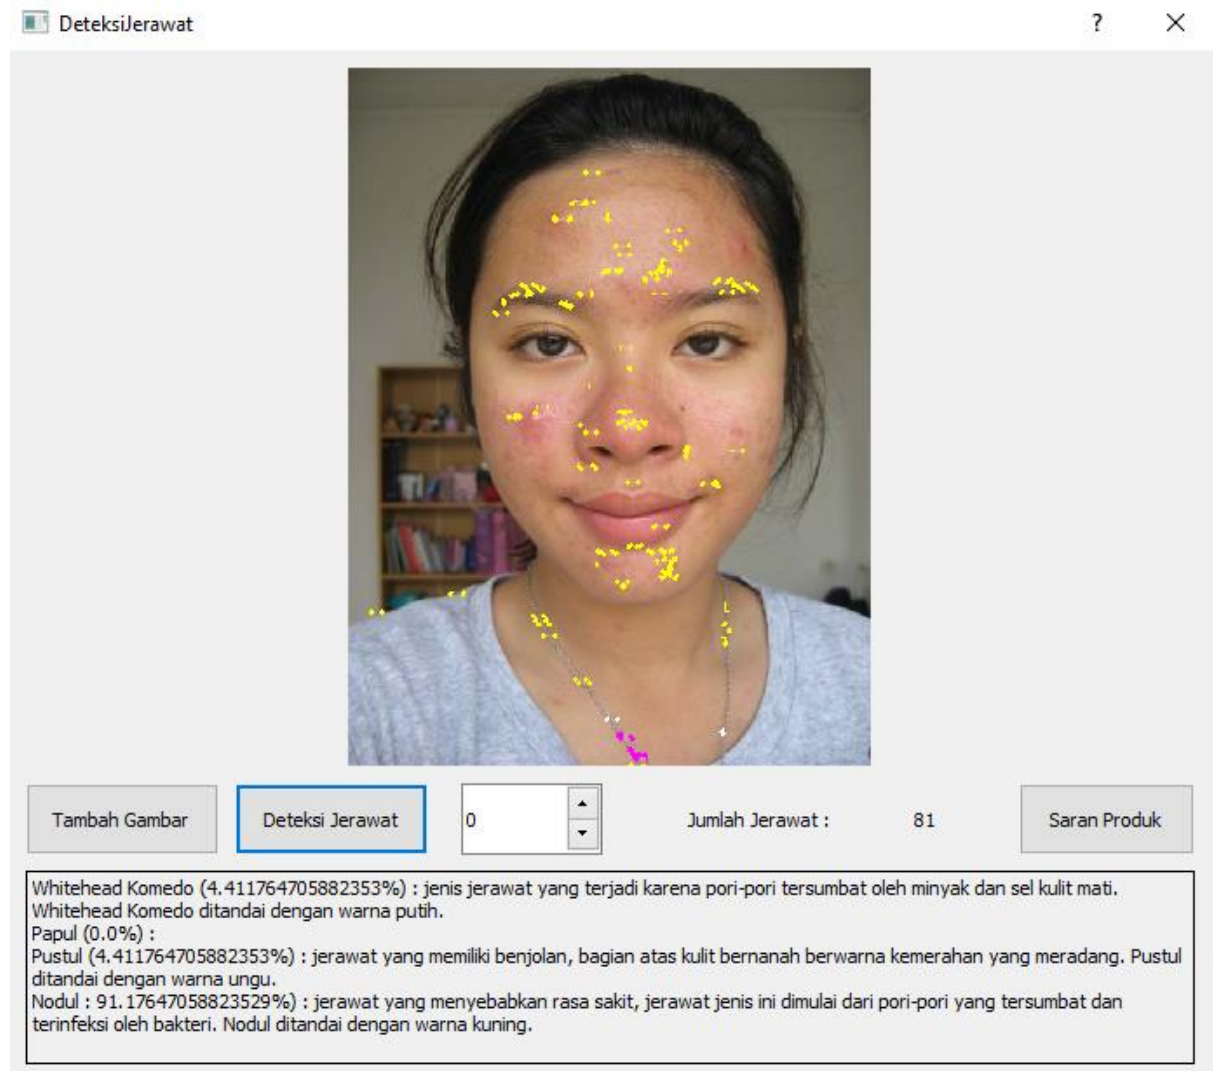 DeteksiJerawat ?
Tambah Gambar Deteksi Jerawat 0 Jumlah Jerawat : 81 Saran Produk
Whitehead Komedo (4.411764705882353%) : jenis jerawat yang terjadi karena pori-pori tersumbat oleh minyak dan sel kulit mati.
Whitehead Komedo ditandai dengan warna putih.
Papul (0.0%) :
Pustul (4.411764705882353%) : jerawat yang memiliki benjolan, bagian atas kulit bernanah berwarna kemerahan yang meradang. Pustul
ditandai dengan warna ungu.
Nodul : 91.17647058823529%) : jerawat yang menyebabkan rasa sakit, jerawat jenis ini dimulai dari pori-pori yang tersumbat dan
terinfeksi oleh bakteri. Nodul ditandai dengan warna kuning.